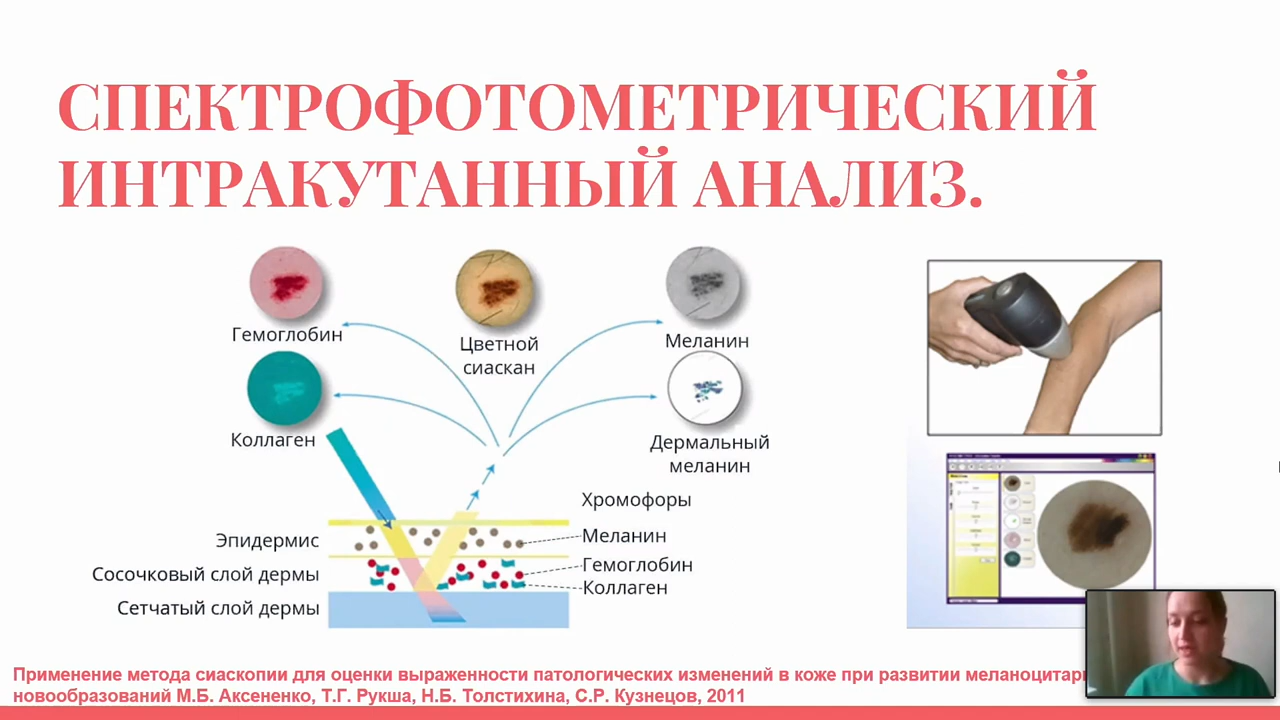 СПЕКТРОФОТОМЕТРИЧЕСКИЙ
ИНТРАКУТАННЫЙ АНАЛИЗ.
Гемоглобин
Цветной
сиаскан
Меланин
Коллаген
Дермальный
меланин
Хромофоры
Эпидермис
Меланин
Сосочковый слой дермы
Гемоглобин
Коллаген
Сетчатый слой дермы
Применение метода сиаскопии для оценки выраженности патологических изменений в коже при развитии
новообразований М.Б. Аксененко, Т.Г. Рукша, Н.Б. Толстихина, С.Р. Кузнецов, 2011